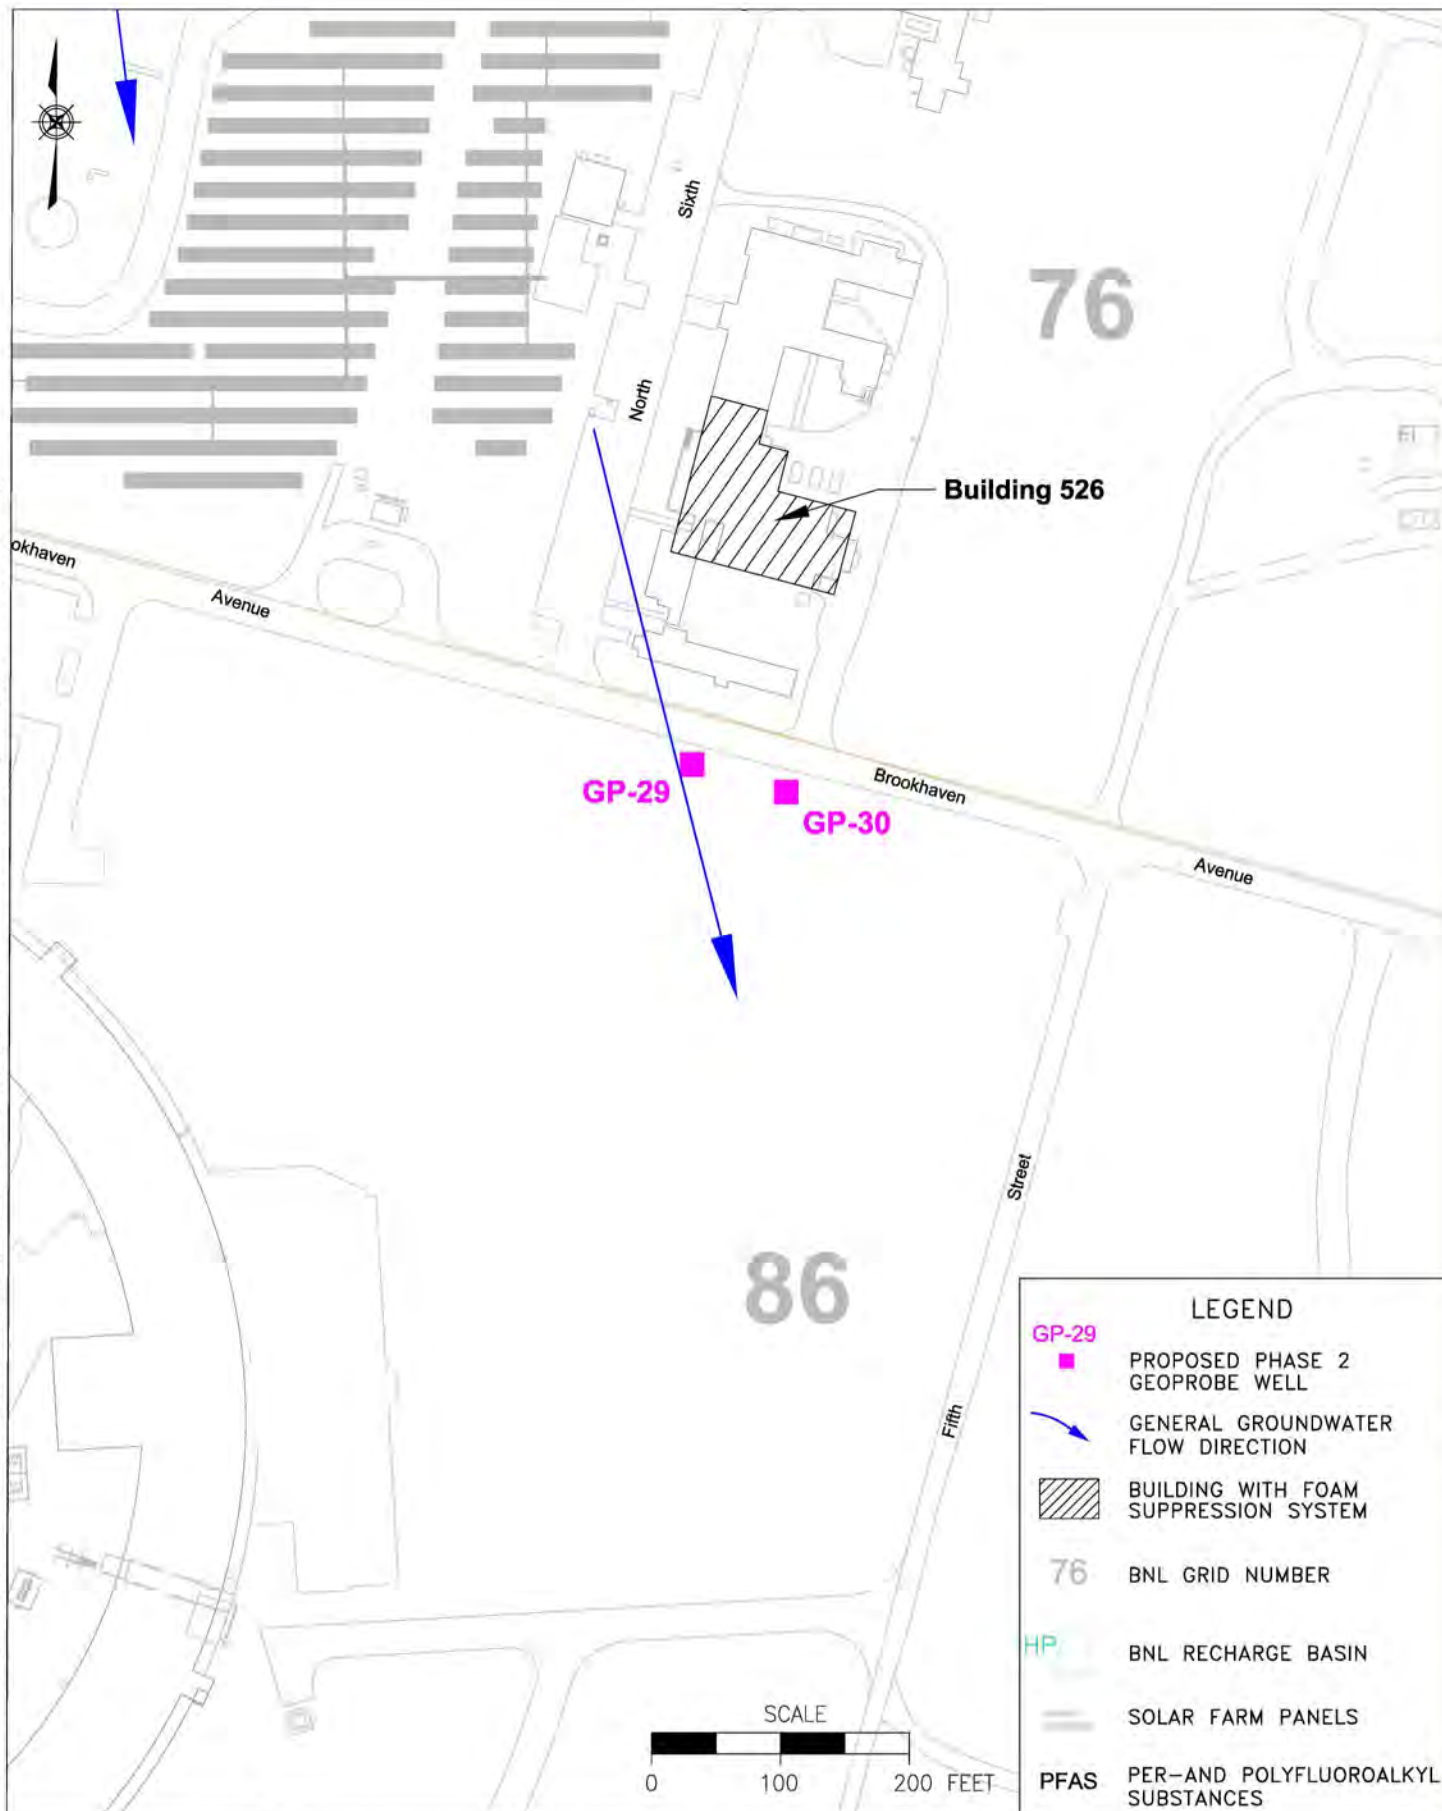 Sixth
76
North
Building 526
okhaven
Avenue
Brookhaven
GP-29
GP-30
Avenue
Street
86
Fifth
LEGEND
GP-29
PROPOSED PHASE 2
GEOPROBE WELL
GENERAL GROUNDWATER
FLOW DIRECTION
BUILDING WITH FOAM
SUPPRESSION SYSTEM
76 BNL GRID NUMBER
HP BNL RECHARGE BASIN
SOLAR FARM PANELS
PFAS PER-AND POLYFLUOROALKYL
SUBSTANCES
SCALE
0 100 200 FEET